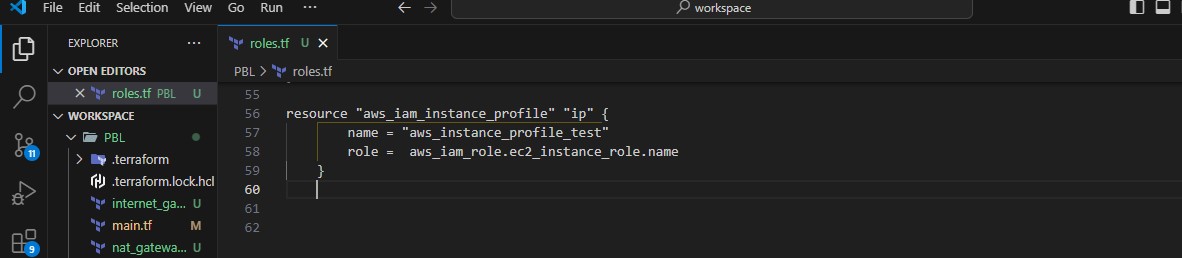 File Edit Selection View Go Run ... workspace
EXPLORER ...
roles.tf U
OPEN EDITORS
roles.tf PBL U
WORKSPACE
PBL
.terraform
.terraform.lock.hcl
internet_ga... U
main.tf M
nat_gatewa... U
11
9
PBL > roles.tf
55
56 resource "aws_iam_instance_profile" "ip" {
57 name = "aws_instance_profile_test"
58 role =  aws_iam_role.ec2_instance_role.name
59 }
60
61
62